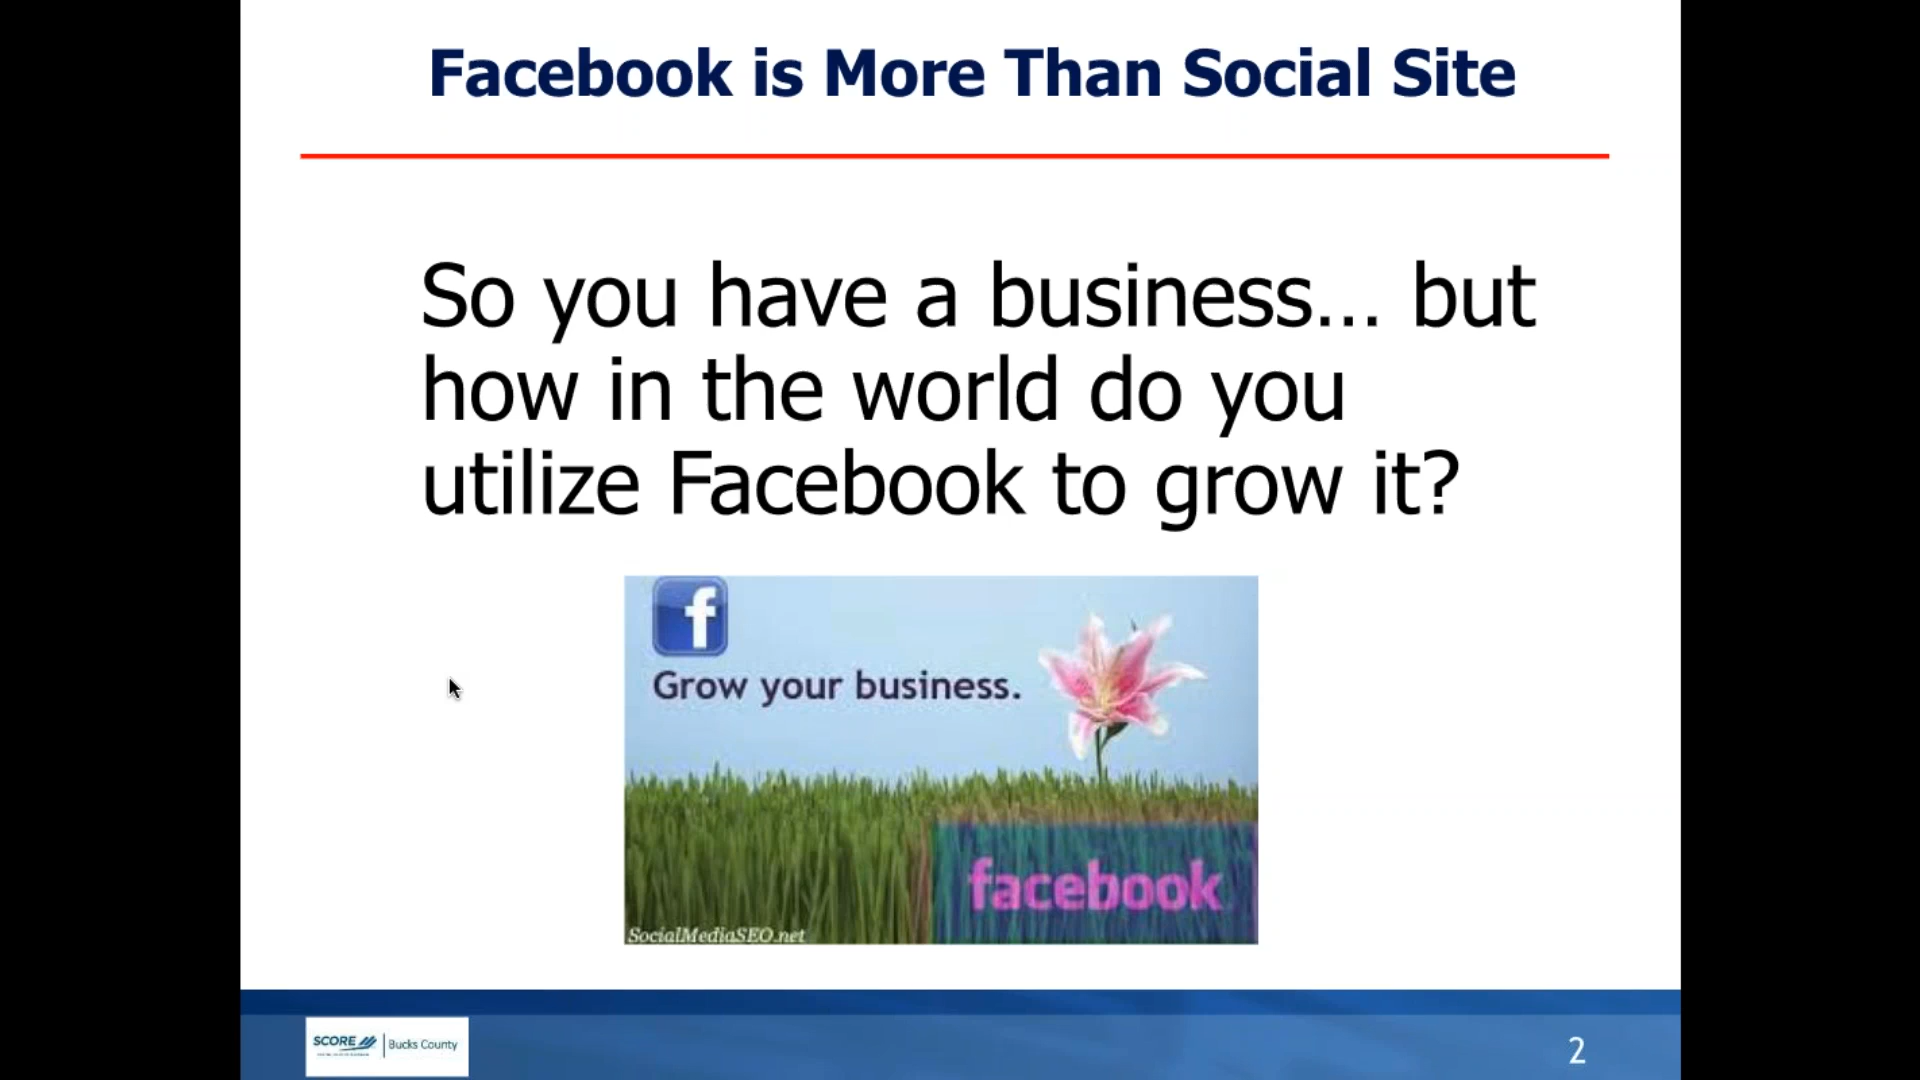 Facebook is More Than Social Site
So you have a business... but
how in the world do you
utilize Facebook to grow it?
f
Grow your business.
facebook
SocialMediaSEO.net
SCORE
Bucks County
2